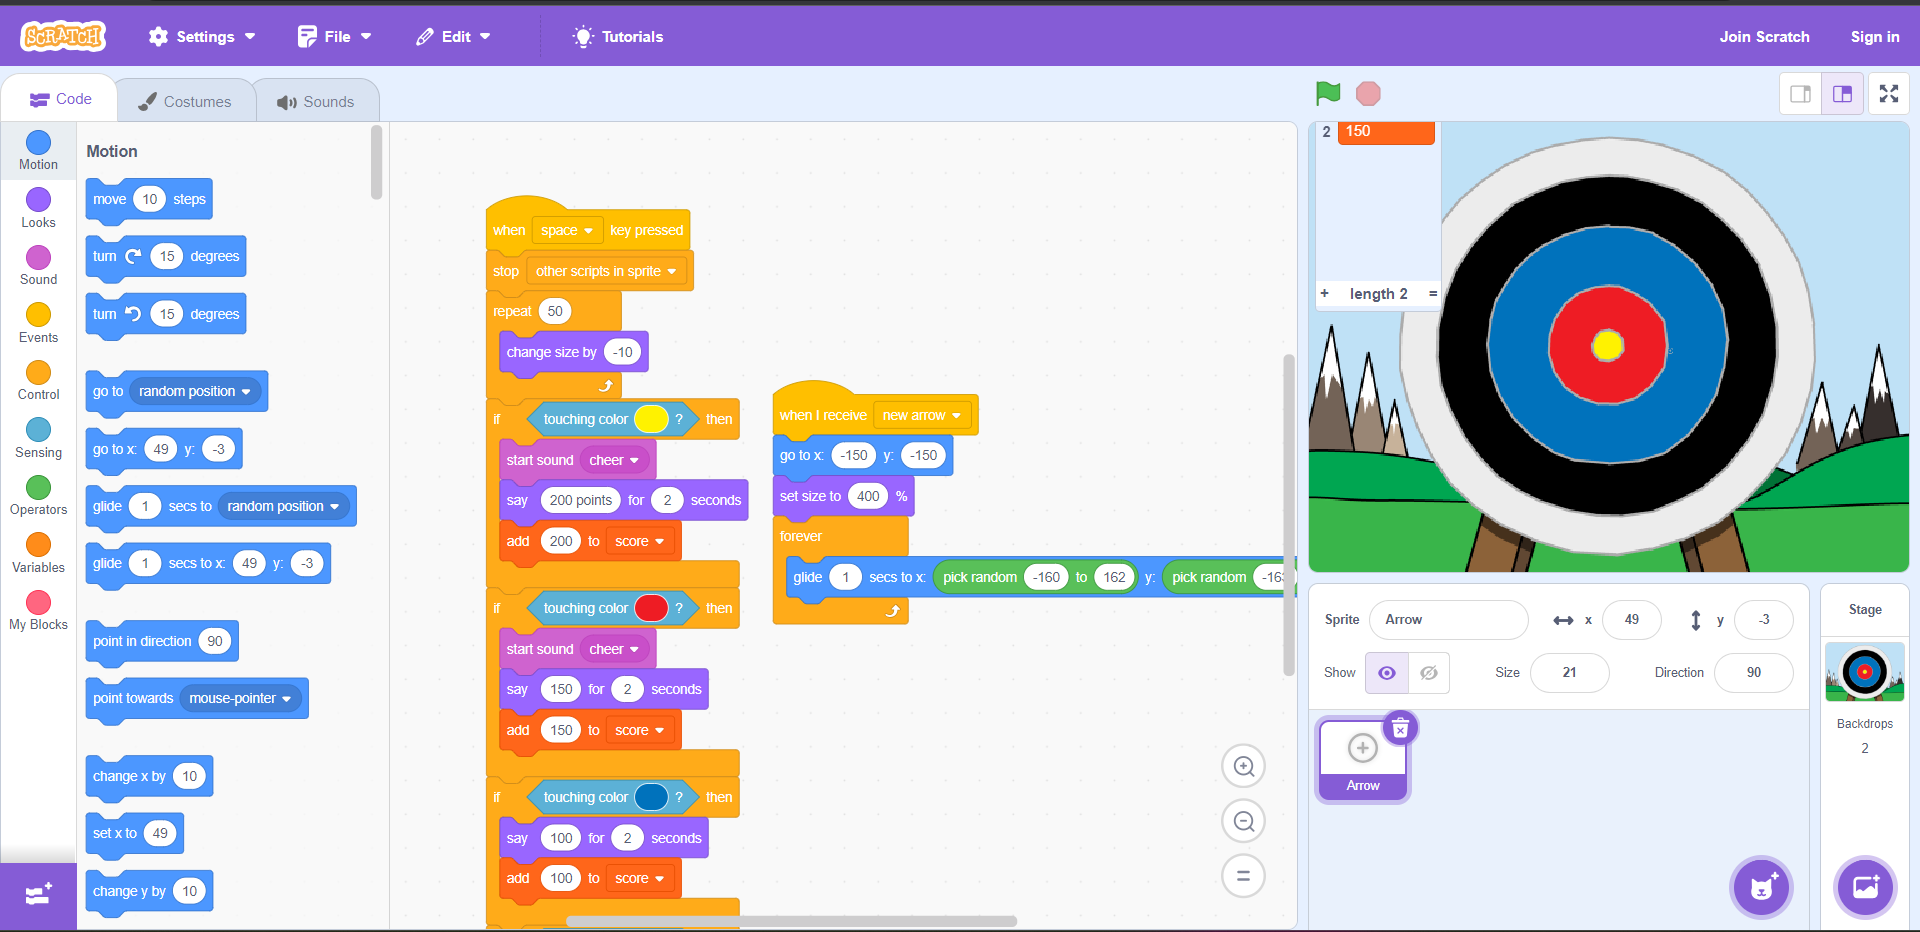 SCRATCH Settings File Edit Tutorials Join Scratch Sign in
Code Costumes Sounds
Motion
Looks
Sound
Events
Control
Sensing
Operators
Variables
My Blocks
Motion
move 10 steps
turn 15 degrees
turn 15 degrees
go to random position
go to x: 49 y: -3
glide 1 secs to random position
glide 1 secs to x: 49 y: -3
point in direction 90
point towards mouse-pointer
change x by 10
set x to 49
change y by 10
when space key pressed
stop other scripts in sprite
repeat 50
change size by -10
if touching color ? then
start sound cheer
say 200 points for 2 seconds
add 200 to score
if touching color ? then
start sound cheer
say 150 for 2 seconds
add 150 to score
if touching color ? then
say 100 for 2 seconds
add 100 to score
when I receive new arrow
go to x: -150 y: -150
set size to 400 %
forever
glide 1 secs to x: pick random -160 to 162 y: pick random
2 150
+ length 2 =
Sprite Arrow x 49 y -3
Show Size 21 Direction 90
Arrow
Stage
Backdrops
2